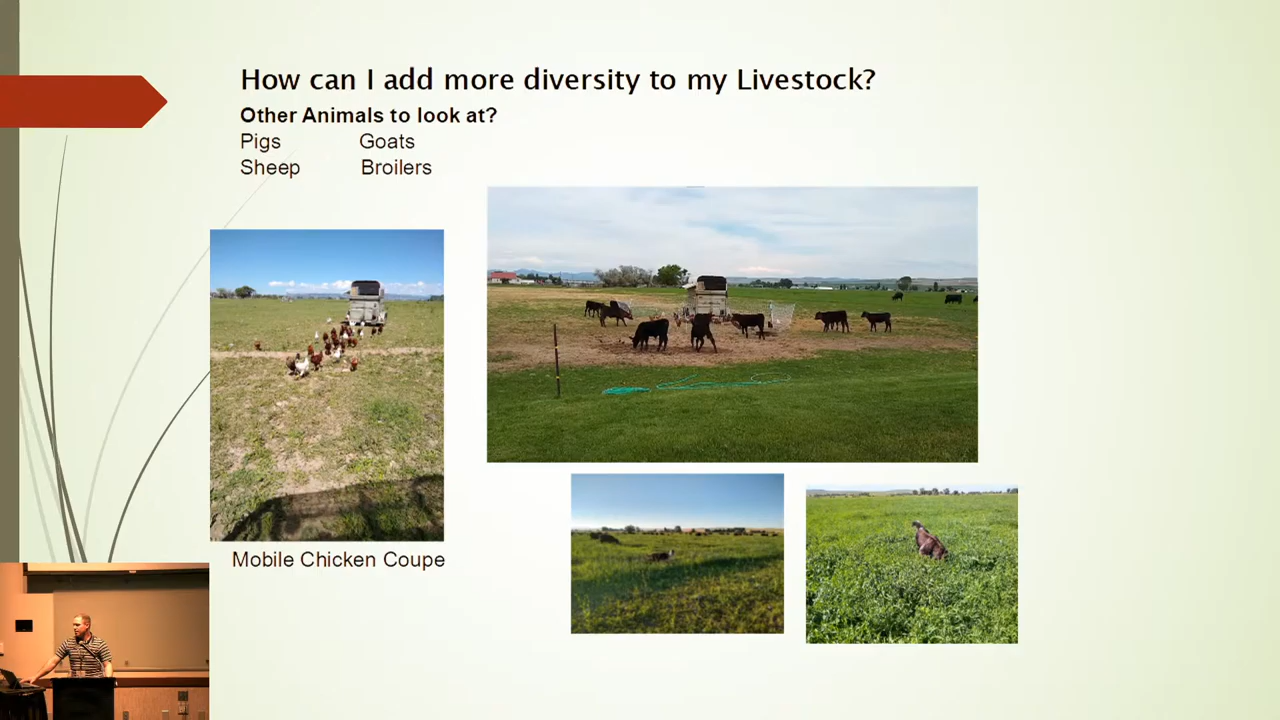 How can I add more diversity to my Livestock?
Other Animals to look at?
Pigs Goats
Sheep Broilers
Mobile Chicken Coupe